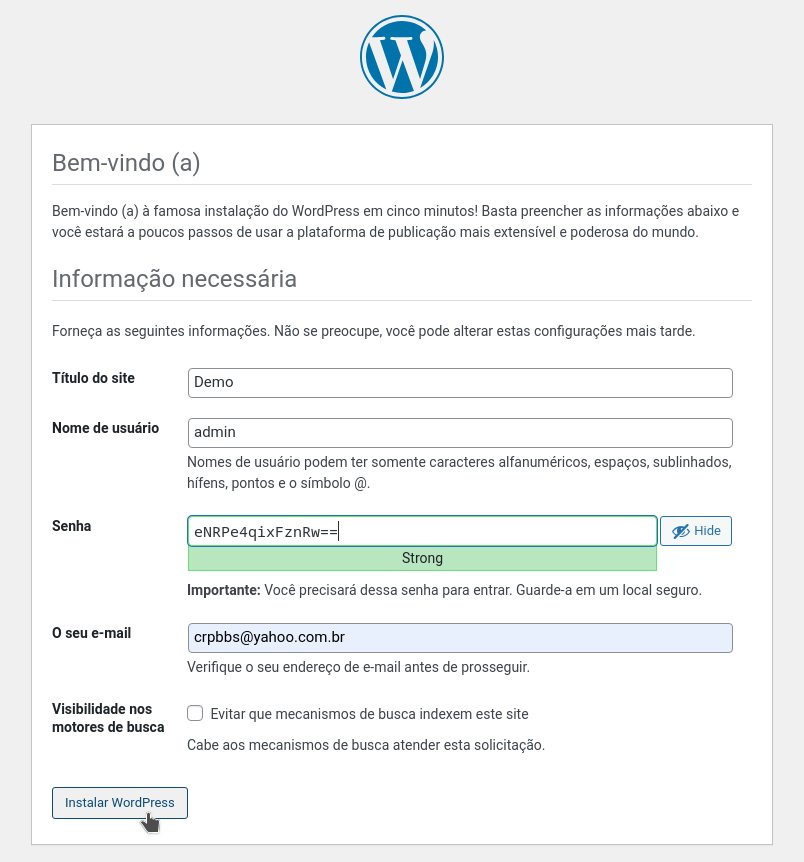 Bem-vindo (a)
Bem-vindo (a) à famosa instalação do WordPress em cinco minutos! Basta preencher as informações abaixo e
você estará a poucos passos de usar a plataforma de publicação mais extensível e poderosa do mundo.
Informação necessária
Forneça as seguintes informações. Não se preocupe, você pode alterar estas configurações mais tarde.
Título do site
Demo
Nome de usuário
admin
Nomes de usuário podem ter somente caracteres alfanuméricos, espaços, sublinhados,
hífens, pontos e o símbolo @.
Senha
eNRPe4qixFznRw==
Hide
Strong
Importante: Você precisará dessa senha para entrar. Guarde-a em um local seguro.
O seu e-mail
crpbbs@yahoo.com.br
Verifique o seu endereço de e-mail antes de prosseguir.
Visibilidade nos
motores de busca
Evitar que mecanismos de busca indexem este site
Cabe aos mecanismos de busca atender esta solicitação.
Instalar WordPress